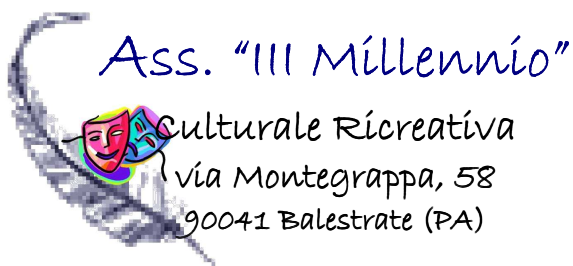 Ass. “III Millennio”
Culturale Ricreativa
via Montegrappa, 58
90041 Balestrate (PA)